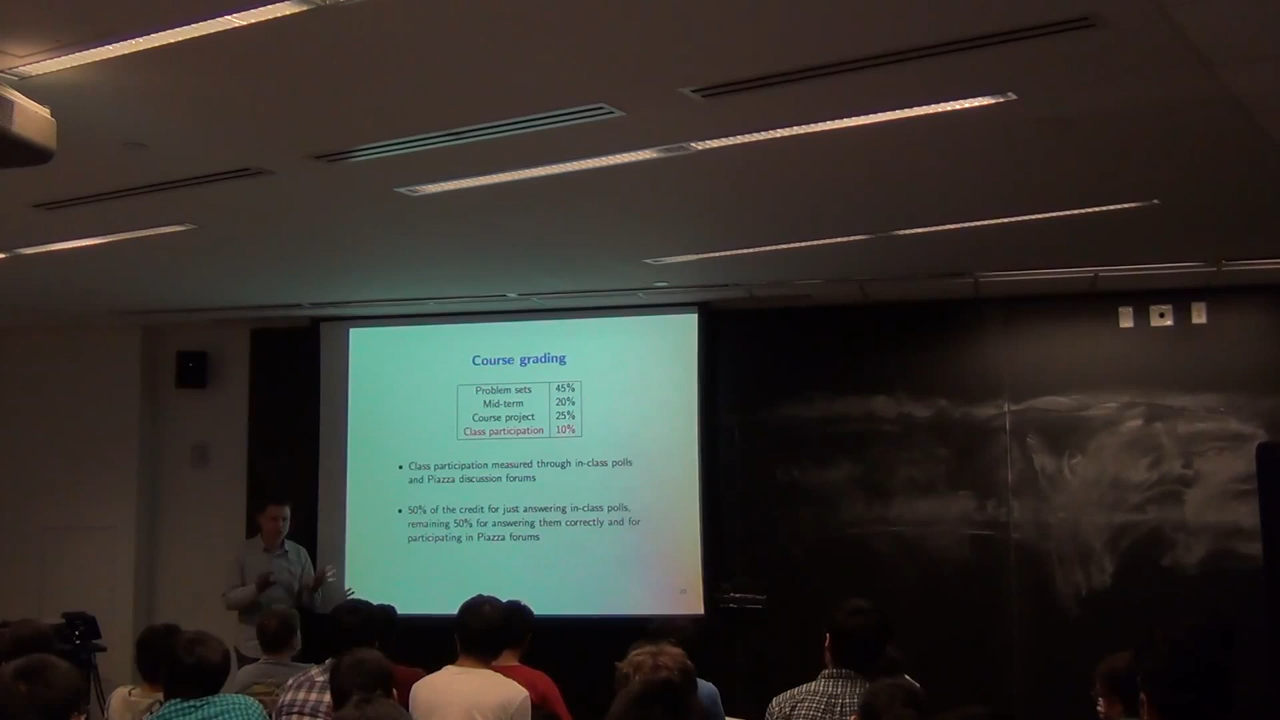 Course grading
Problem sets 45%
Mid-term 20%
Course project 25%
Class participation 10%
• Class participation measured through in-class polls
and Piazza discussion forums
• 50% of the credit for just answering in-class polls,
remaining 50% for answering them correctly and for
participating in Piazza forums